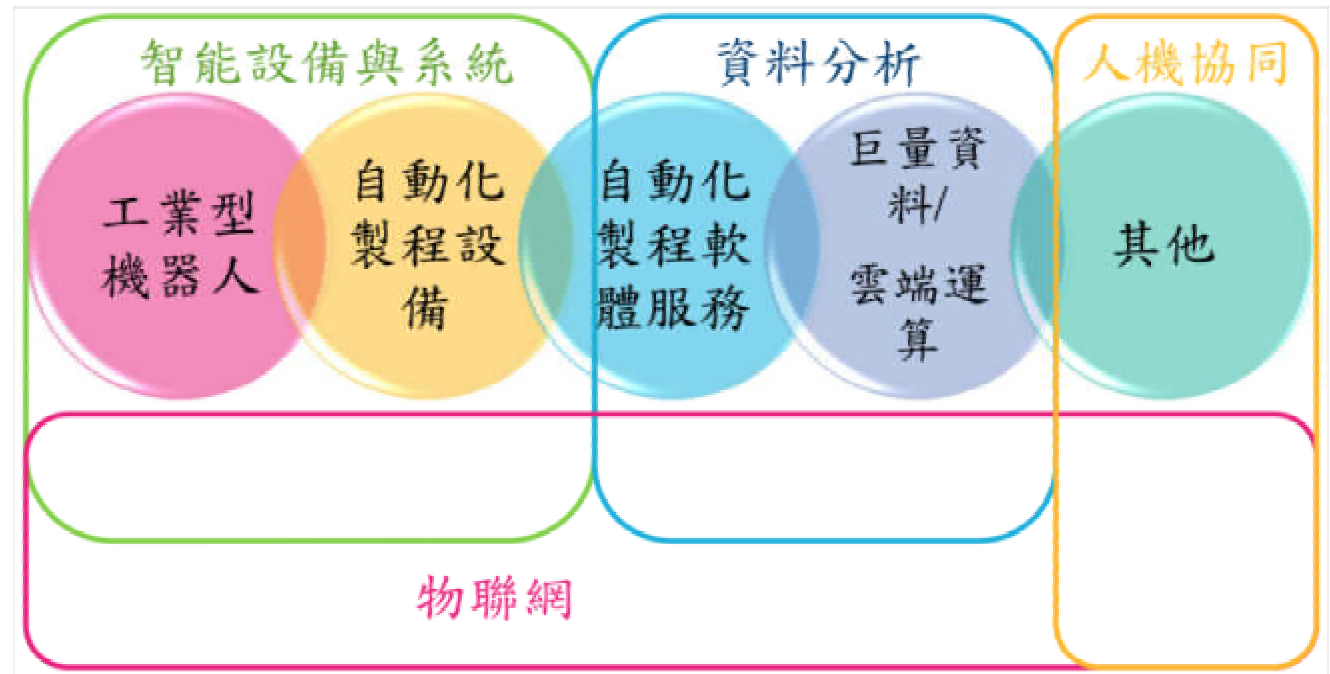 智能設備與系統
資料分析
人機協同
工業型
機器人
自動化
製程設
備
自動化
製程軟
體服務
巨量資
料/
雲端運
算
其他
物聯網